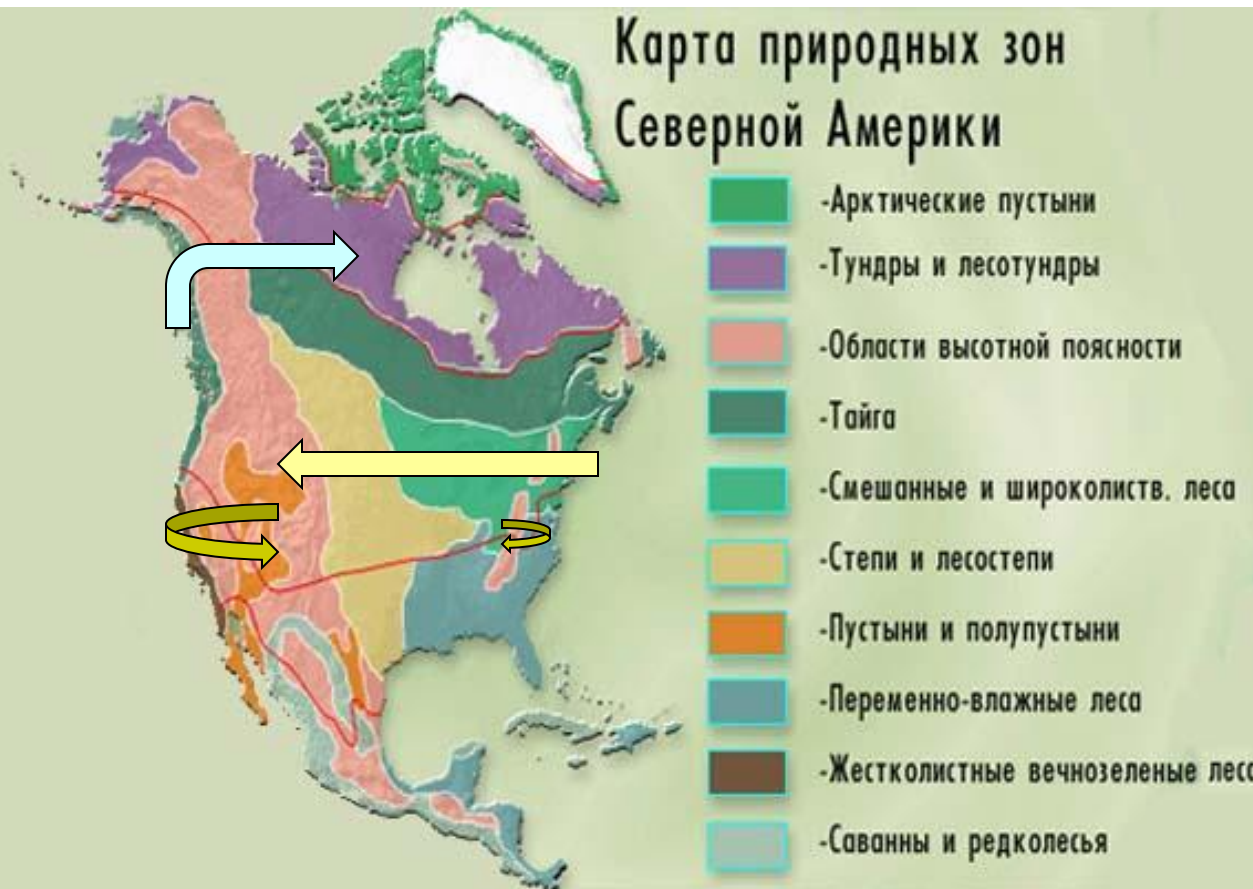 Карта природных зон
Северной Америки
-Арктические пустыни
-Тундры и лесотундры
-Области высотной поясности
-Тайга
-Смешанные и широколиств. леса
-Степи и лесостепи
-Пустыни и полупустыни
-Переменно-влажные леса
-Жестколистные вечнозеленые леса
-Саванны и редколесья